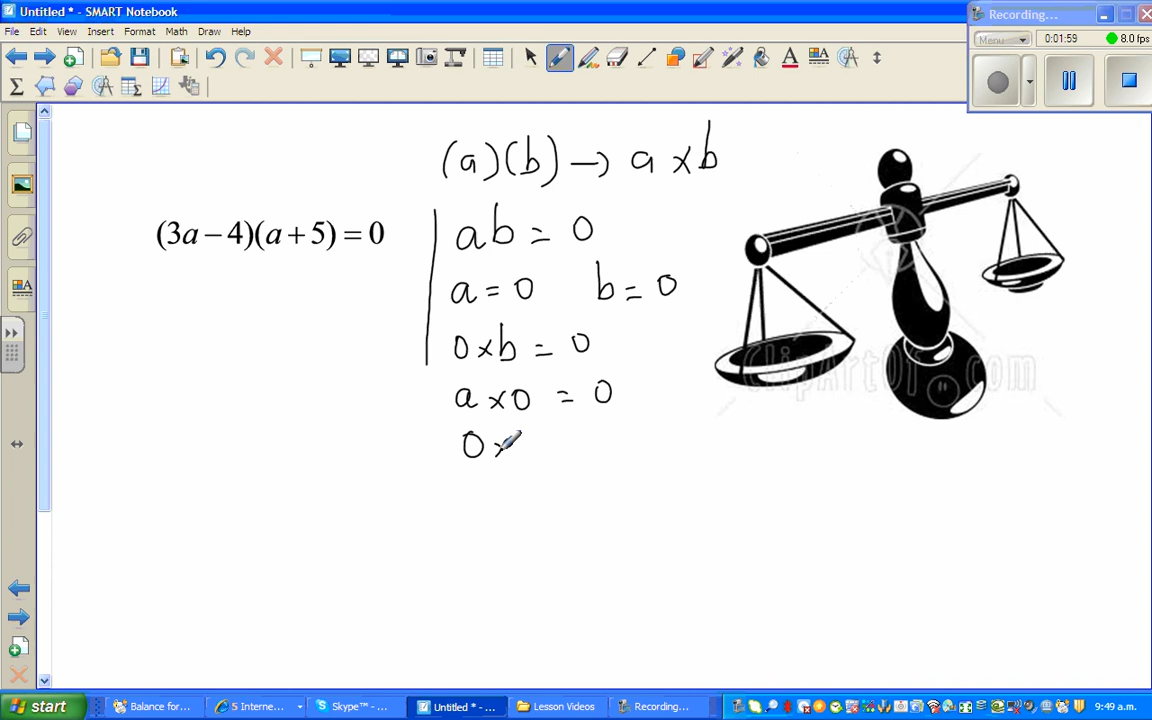 Untitled * - SMART Notebook
Recording...
File Edit View Insert Format Math Draw Help
Menu
0:01:59
8.0 fps
(a)(b) → a × b
(3a − 4)(a + 5) = 0
ab = 0
a = 0 b = 0
0 × b = 0
a × 0 = 0
0 ×
ClipArtOf.com
start
Balance for...
5 Interne...
Skype™ - ...
Untitled * - ...
Lesson Videos
Recording...
9:49 a.m.